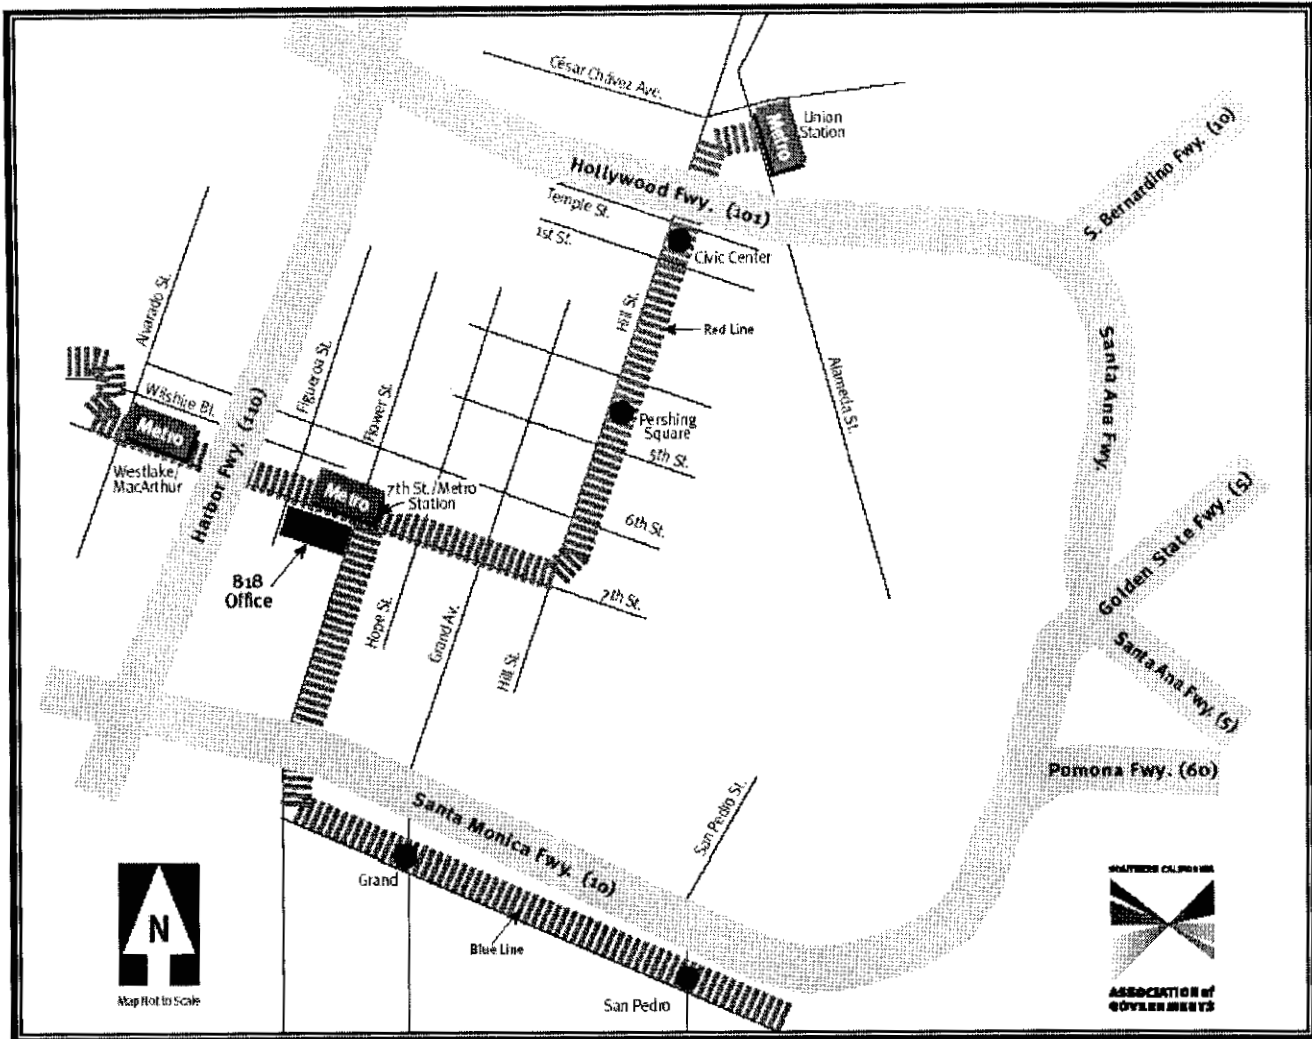 César Chávez Ave.
Union
Station
Metro
S. Bernardino Fwy. (10)
Hollywood Fwy. (101)
Temple St.
1st St.
Civic Center
Alvarado St.
Hill St.
Red Line
Figueroa St.
Flower St.
Alameda St.
Santa Ana Fwy.
Wilshire Bl.
Harbor Fwy. (110)
Metro
Westlake/
MacArthur
Pershing
Square
5th St.
Metro
7th St./Metro
Station
6th St.
Golden State Fwy. (5)
818
Office
7th St.
Hope St.
Grand Av.
Hill St.
Santa Ana Fwy. (5)
Pomona Fwy. (60)
Santa Monica Fwy. (10)
San Pedro St.
Grand
Blue Line
San Pedro
N
Map Not to Scale
SOUTHERN CALIFORNIA
ASSOCIATION of
GOVERNMENTS